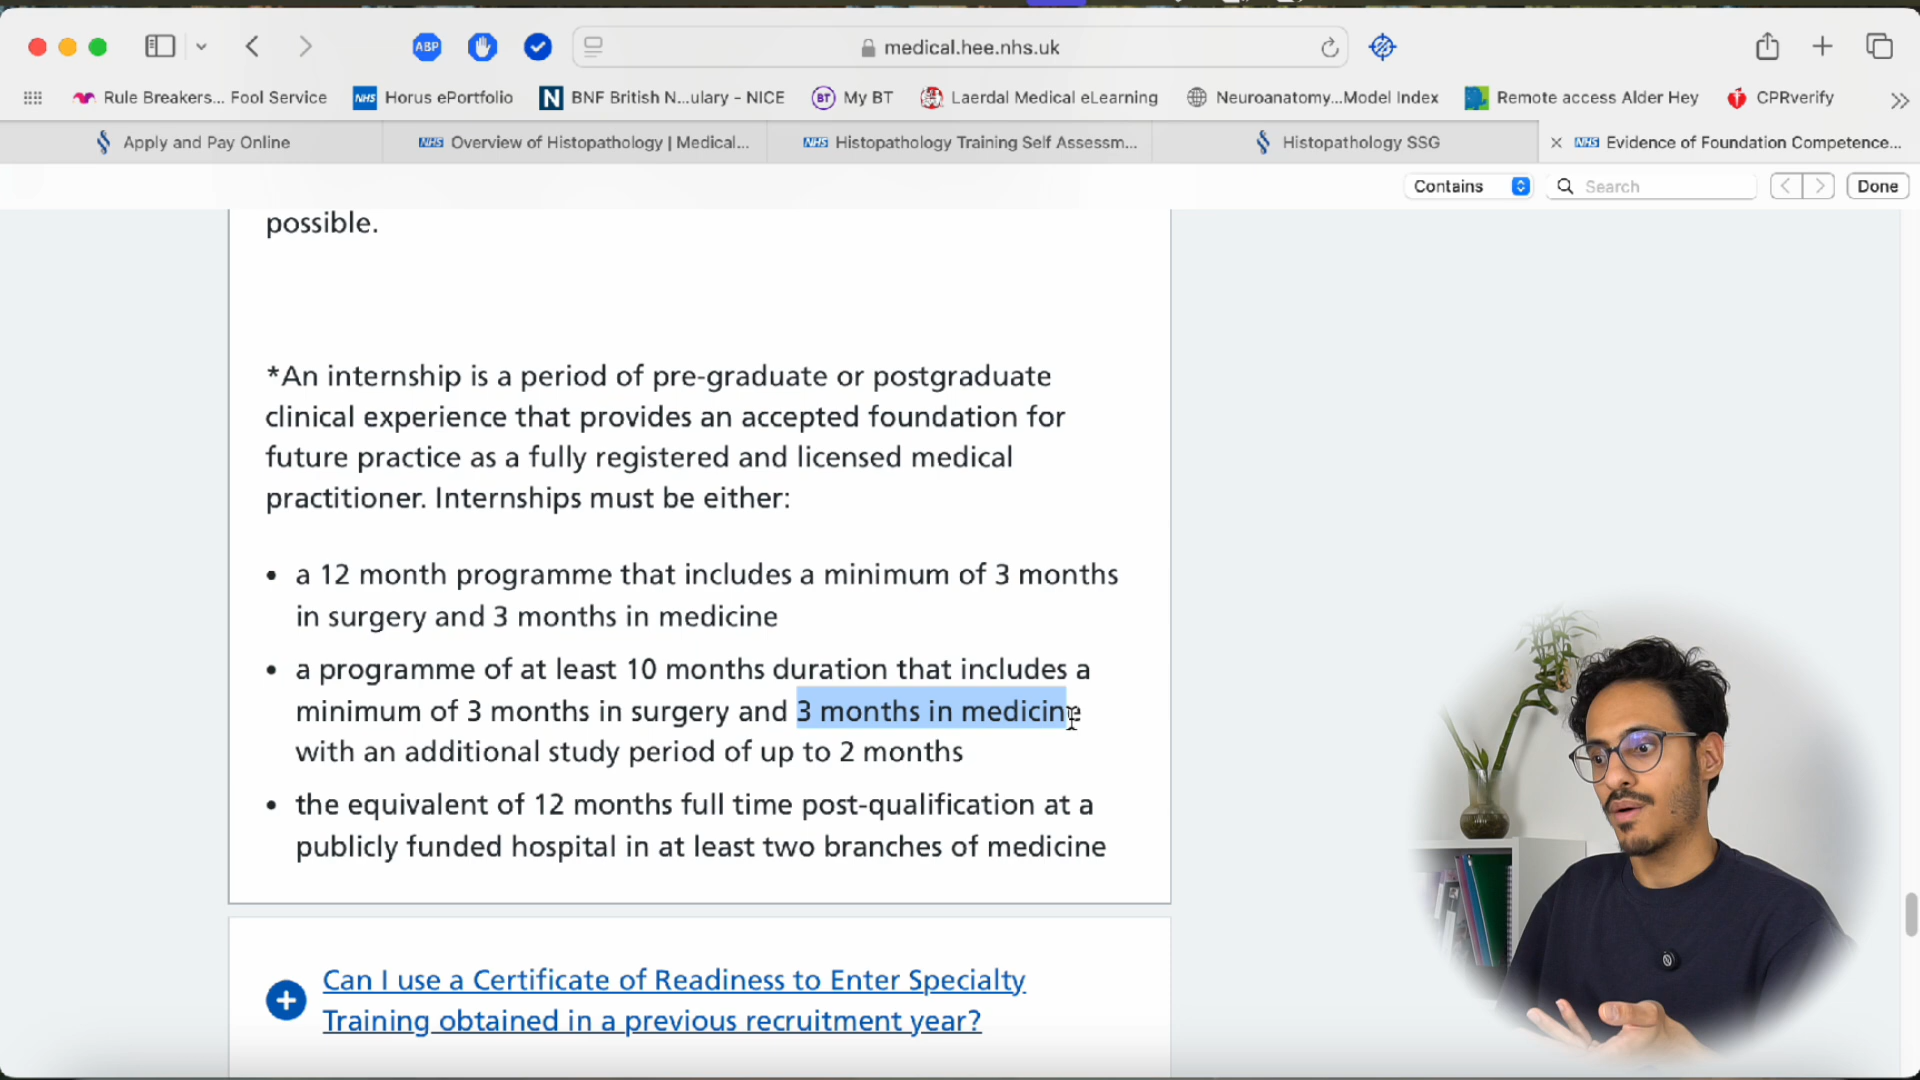 ABP
medical.hee.nhs.uk
Rule Breakers... Fool Service
NHS Horus ePortfolio
N BNF British N...ulary - NICE
BT My BT
Laerdal Medical eLearning
Neuroanatomy...Model Index
Remote access Alder Hey
CPRverify
Apply and Pay Online
NHS Overview of Histopathology | Medical...
NHS Histopathology Training Self Assessm...
Histopathology SSG
NHS Evidence of Foundation Competence...
Contains
Search
Done
possible.
*An internship is a period of pre-graduate or postgraduate
clinical experience that provides an accepted foundation for
future practice as a fully registered and licensed medical
practitioner. Internships must be either:
• a 12 month programme that includes a minimum of 3 months
in surgery and 3 months in medicine
• a programme of at least 10 months duration that includes a
minimum of 3 months in surgery and 3 months in medicine
with an additional study period of up to 2 months
• the equivalent of 12 months full time post-qualification at a
publicly funded hospital in at least two branches of medicine
Can I use a Certificate of Readiness to Enter Specialty
Training obtained in a previous recruitment year?